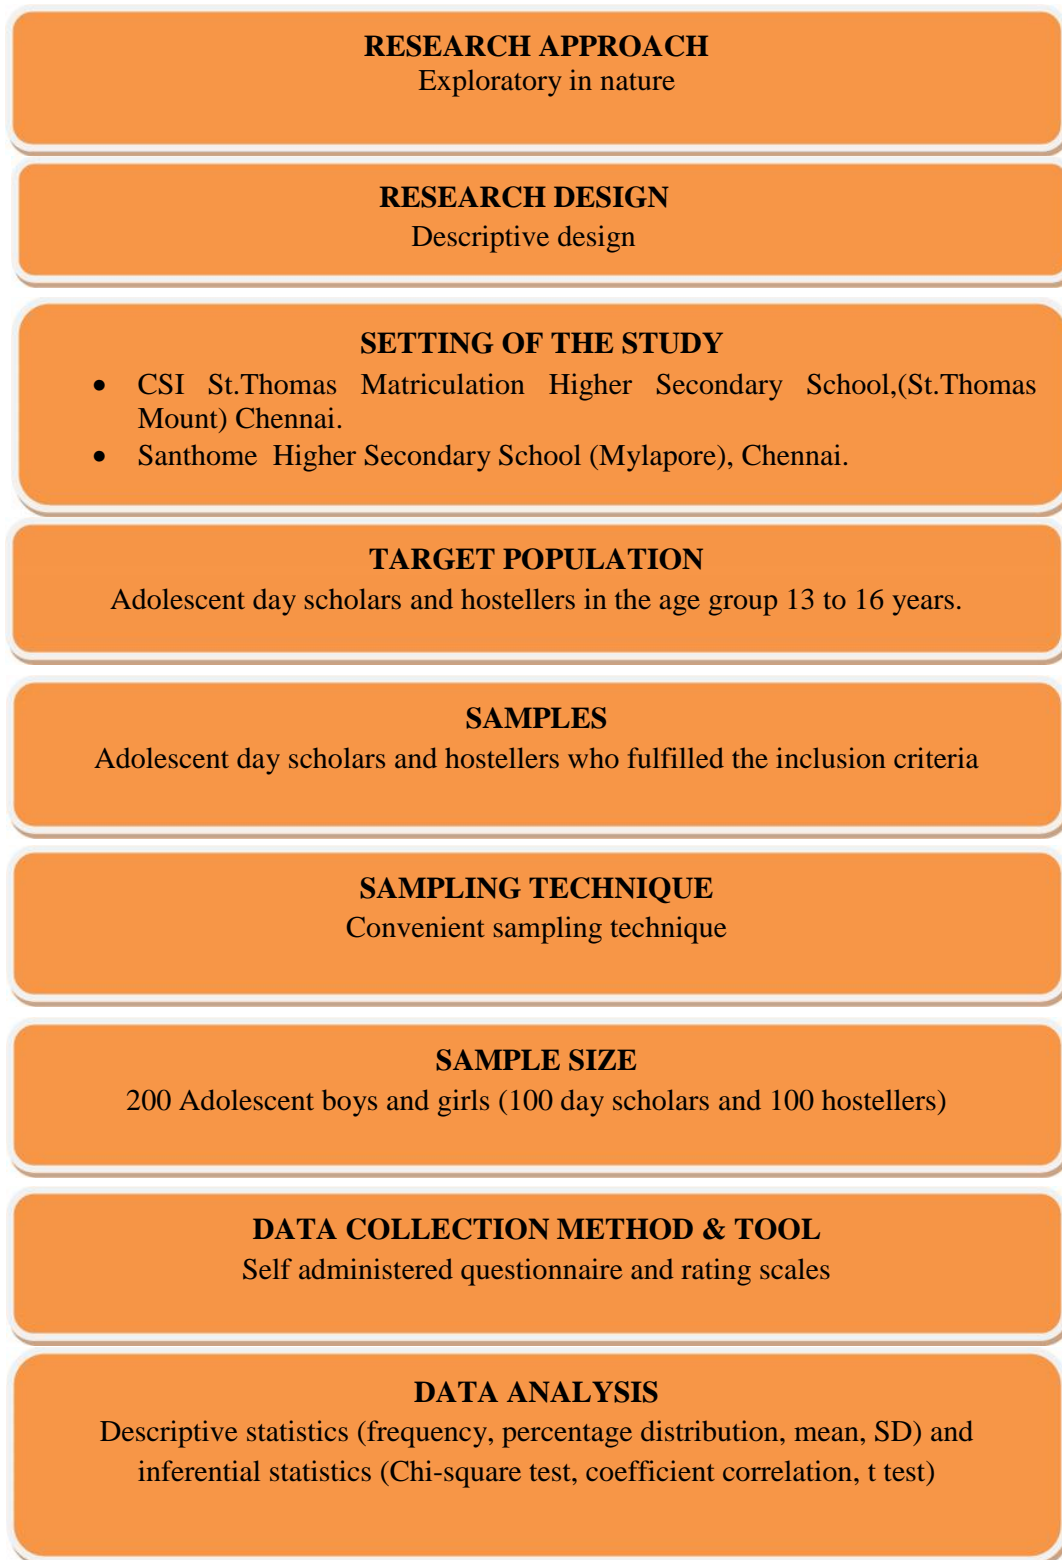 RESEARCH APPROACH
Exploratory in nature
RESEARCH DESIGN
Descriptive design
SETTING OF THE STUDY
• CSI St.Thomas Matriculation Higher Secondary School,(St.Thomas
Mount) Chennai.
• Santhome Higher Secondary School (Mylapore), Chennai.
TARGET POPULATION
Adolescent day scholars and hostellers in the age group 13 to 16 years.
SAMPLES
Adolescent day scholars and hostellers who fulfilled the inclusion criteria
SAMPLING TECHNIQUE
Convenient sampling technique
SAMPLE SIZE
200 Adolescent boys and girls (100 day scholars and 100 hostellers)
DATA COLLECTION METHOD & TOOL
Self administered questionnaire and rating scales
DATA ANALYSIS
Descriptive statistics (frequency, percentage distribution, mean, SD) and
inferential statistics (Chi-square test, coefficient correlation, t test)